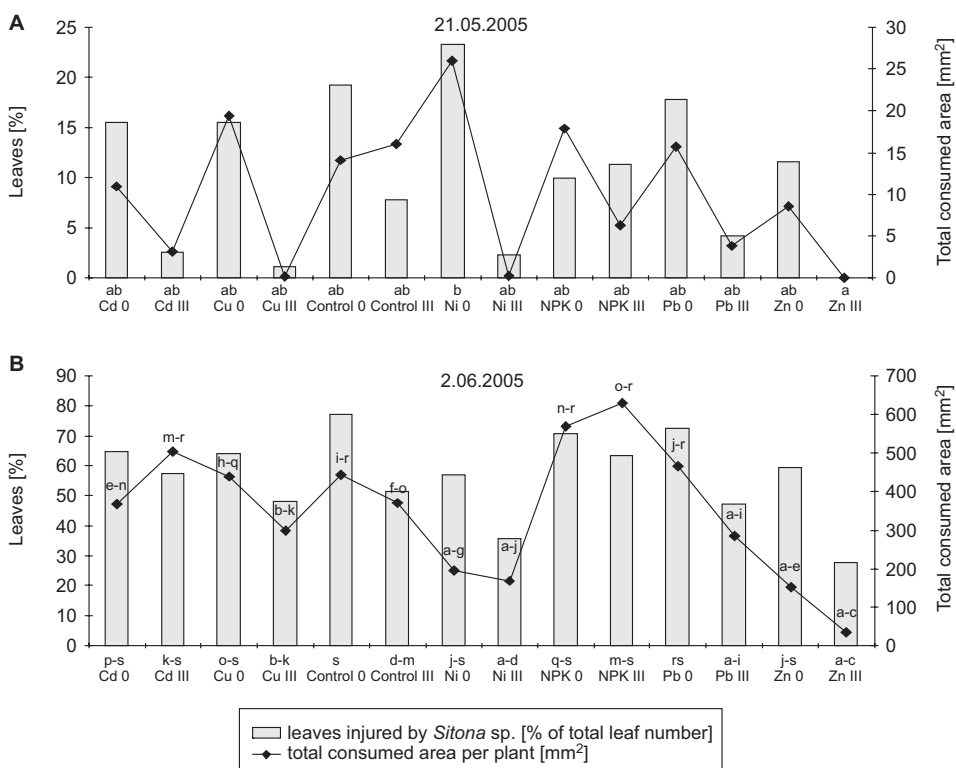 A
21.05.2005
Leaves [%]
25
20
15
10
5
0
Total consumed area [mm²]
30
25
20
15
10
5
0
ab ab ab ab ab ab b ab ab ab ab ab ab a
Cd 0 Cd III Cu 0 Cu III Control 0 Control III Ni 0 Ni III NPK 0 NPK III Pb 0 Pb III Zn 0 Zn III
B
2.06.2005
Leaves [%]
90
80
70
60
50
40
30
20
10
0
Total consumed area [mm²]
700
600
500
400
300
200
100
0
e-n m-r h-q b-k i-r f-o a-g a-j n-r o-r j-r a-i a-e a-c
p-s k-s o-s b-k s d-m j-s a-d q-s m-s rs a-i j-s a-c
Cd 0 Cd III Cu 0 Cu III Control 0 Control III Ni 0 Ni III NPK 0 NPK III Pb 0 Pb III Zn 0 Zn III
leaves injured by Sitona sp. [% of total leaf number]
total consumed area per plant [mm²]